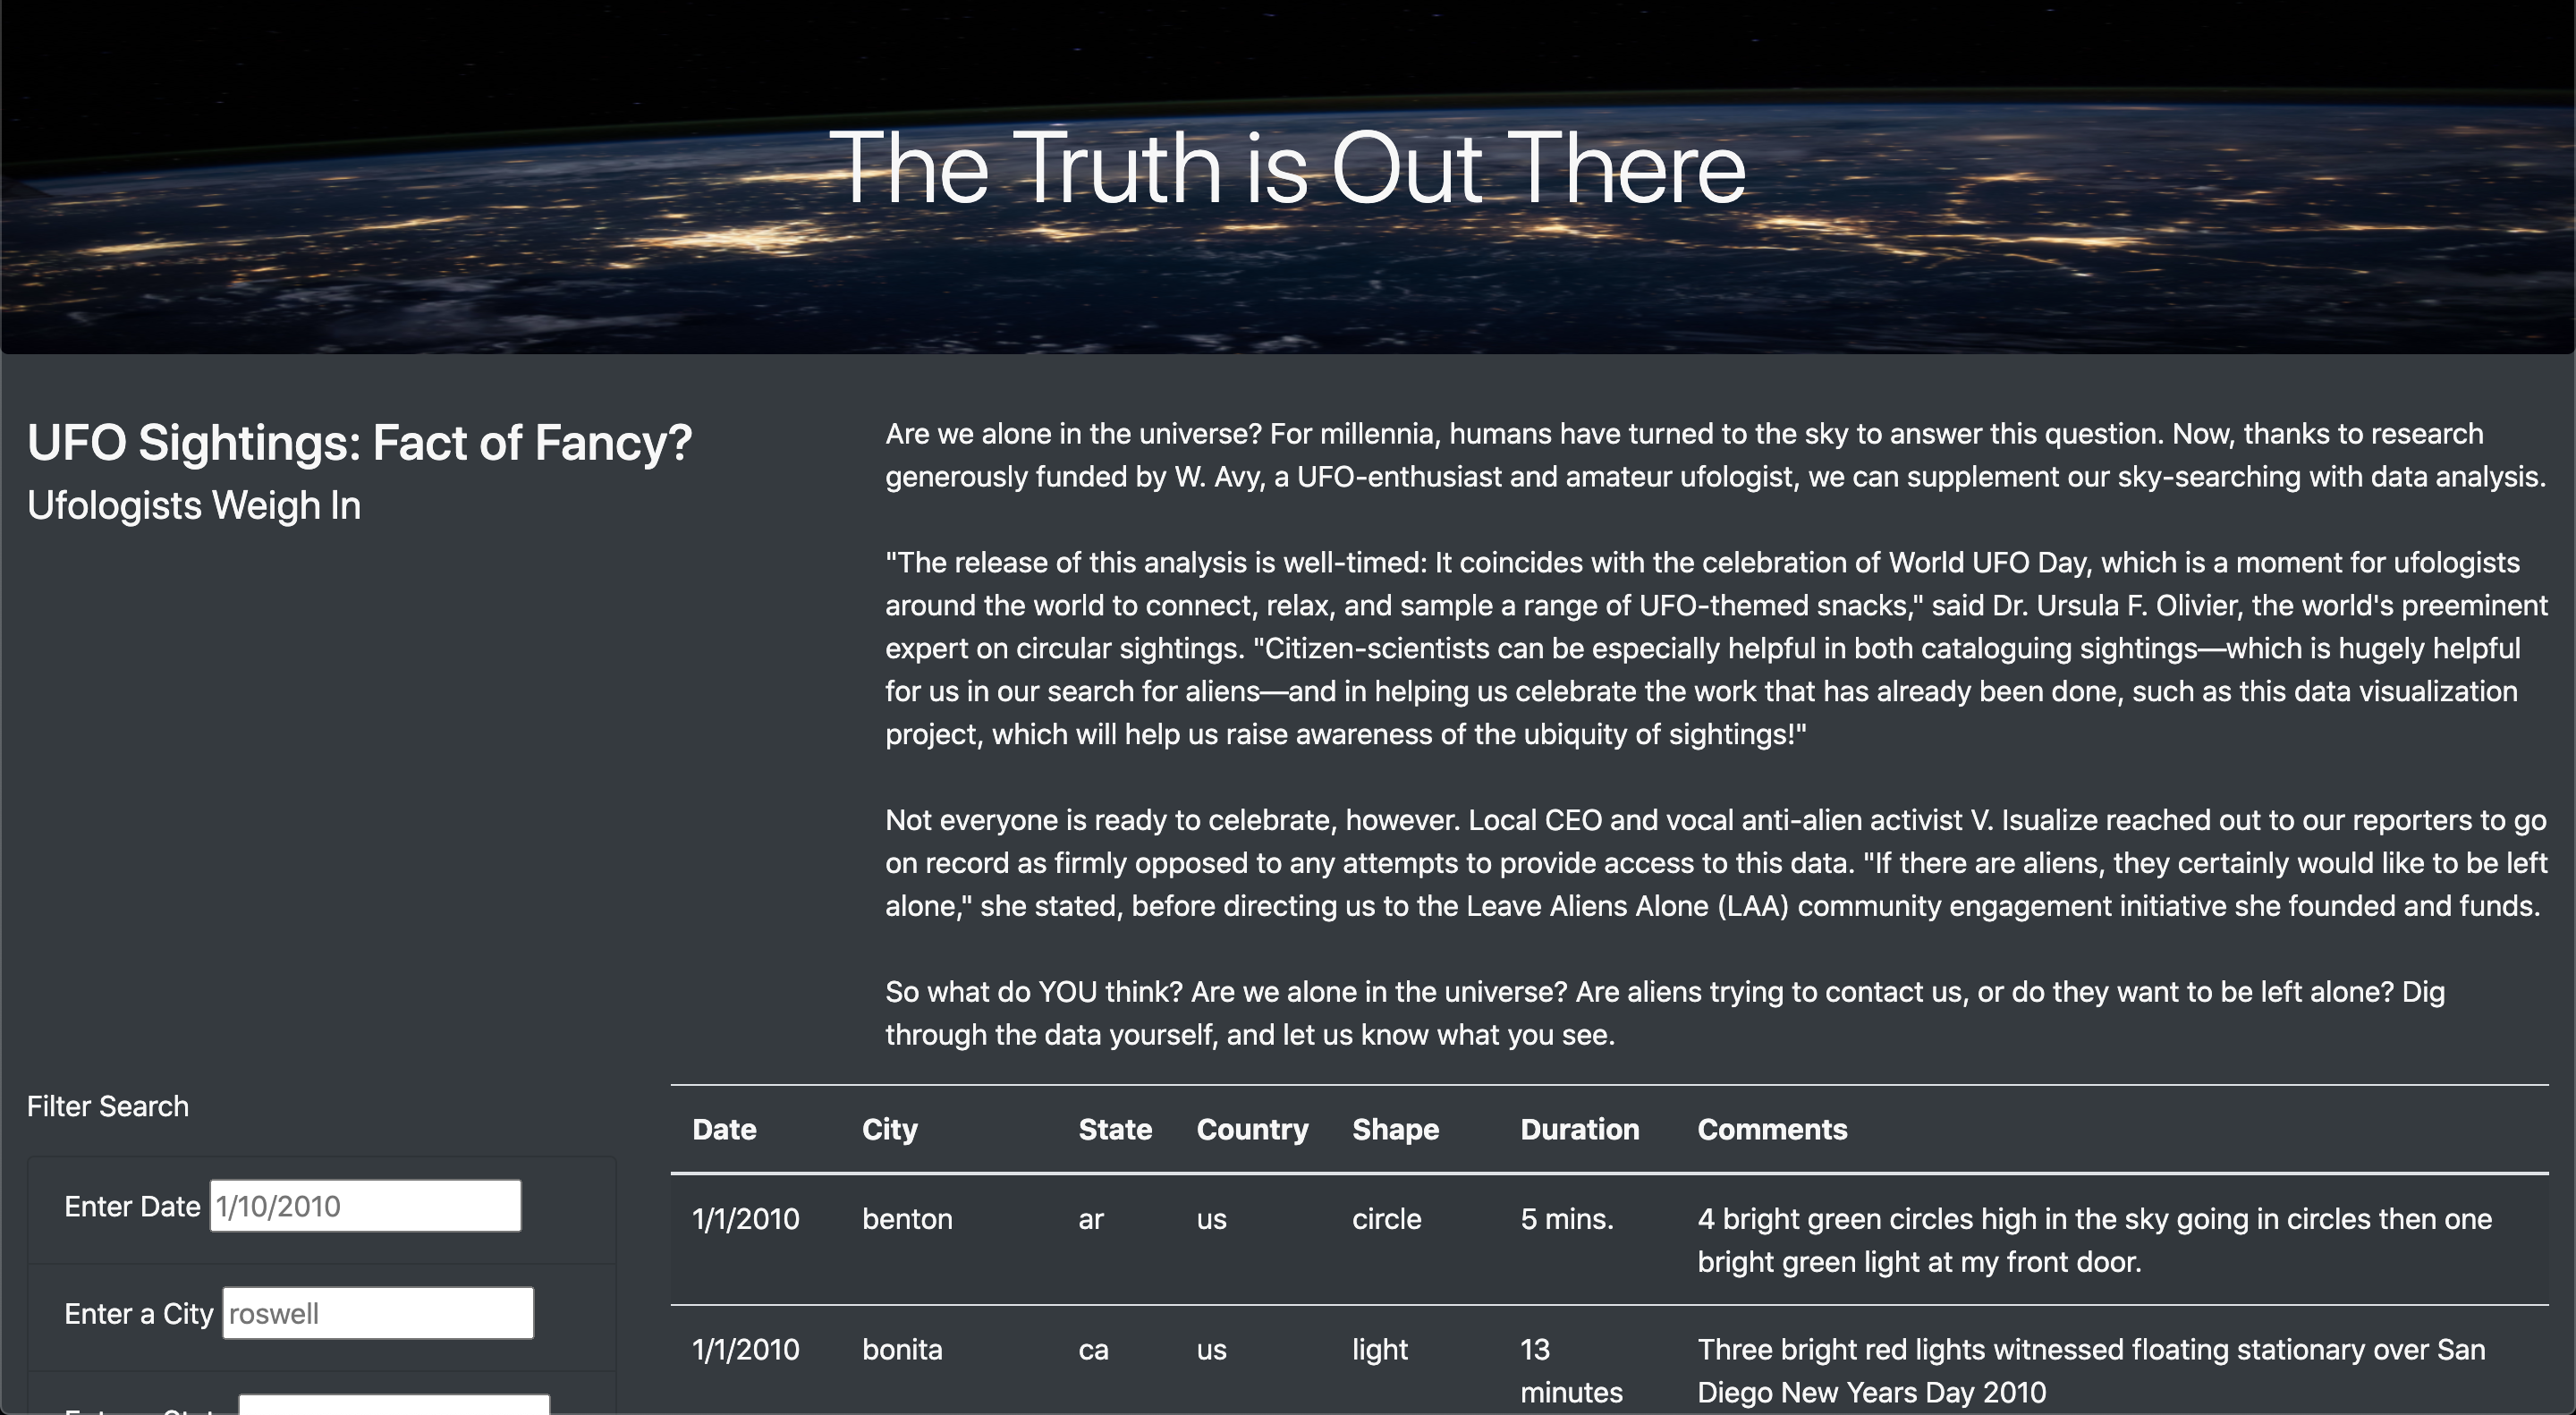 The Truth is Out There
UFO Sightings: Fact of Fancy?
Ufologists Weigh In
Are we alone in the universe? For millennia, humans have turned to the sky to answer this question. Now, thanks to research
generously funded by W. Avy, a UFO-enthusiast and amateur ufologist, we can supplement our sky-searching with data analysis.
"The release of this analysis is well-timed: It coincides with the celebration of World UFO Day, which is a moment for ufologists
around the world to connect, relax, and sample a range of UFO-themed snacks," said Dr. Ursula F. Olivier, the world's preeminent
expert on circular sightings. "Citizen-scientists can be especially helpful in both cataloguing sightings—which is hugely helpful
for us in our search for aliens—and in helping us celebrate the work that has already been done, such as this data visualization
project, which will help us raise awareness of the ubiquity of sightings!"
Not everyone is ready to celebrate, however. Local CEO and vocal anti-alien activist V. Isualize reached out to our reporters to go
on record as firmly opposed to any attempts to provide access to this data. "If there are aliens, they certainly would like to be left
alone," she stated, before directing us to the Leave Aliens Alone (LAA) community engagement initiative she founded and funds.
So what do YOU think? Are we alone in the universe? Are aliens trying to contact us, or do they want to be left alone? Dig
through the data yourself, and let us know what you see.
Filter Search
Enter Date 1/10/2010
Enter a City roswell
Date City State Country Shape Duration Comments
1/1/2010 benton ar us circle 5 mins. 4 bright green circles high in the sky going in circles then one
bright green light at my front door.
1/1/2010 bonita ca us light 13 Three bright red lights witnessed floating stationary over San
minutes Diego New Years Day 2010